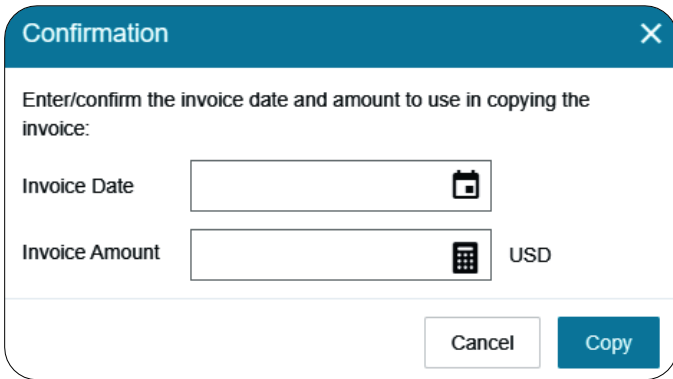 Confirmation
Enter/confirm the invoice date and amount to use in copying the
invoice:
Invoice Date
Invoice Amount USD
Cancel Copy